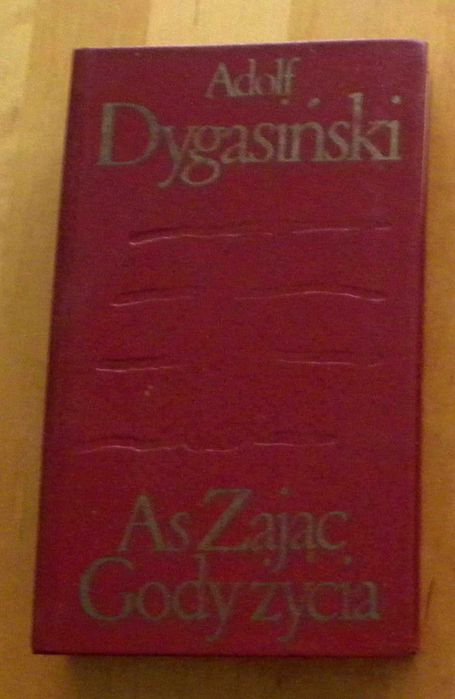 Adolf
Dygasiński
As Zając
Gody życia